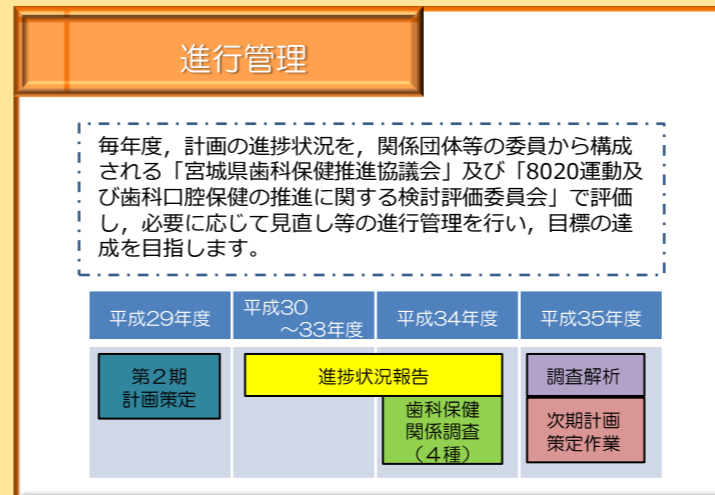 進行管理
毎年度，計画の進捗状況を，関係団体等の委員から構成
される「宮城県歯科保健推進協議会」及び「8020運動及
び歯科口腔保健の推進に関する検討評価委員会」で評価
し，必要に応じて見直し等の進行管理を行い，目標の達
成を目指します。
平成29年度
平成30
～33年度
平成34年度
平成35年度
第２期
計画策定
進捗状況報告
調査解析
歯科保健
関係調査
（４種）
次期計画
策定作業